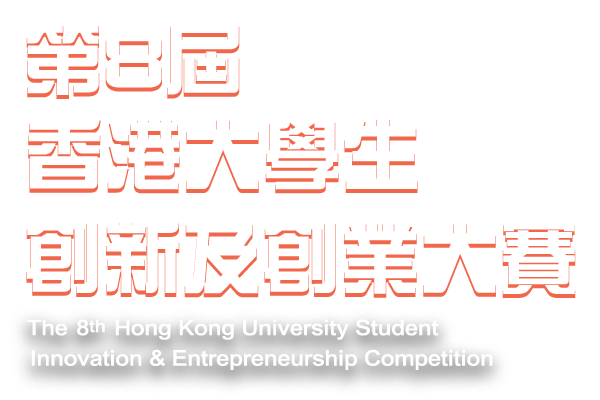 第8屆
香港大學生
創新及創業大賽
The 8th Hong Kong University Student
Innovation & Entrepreneurship Competition